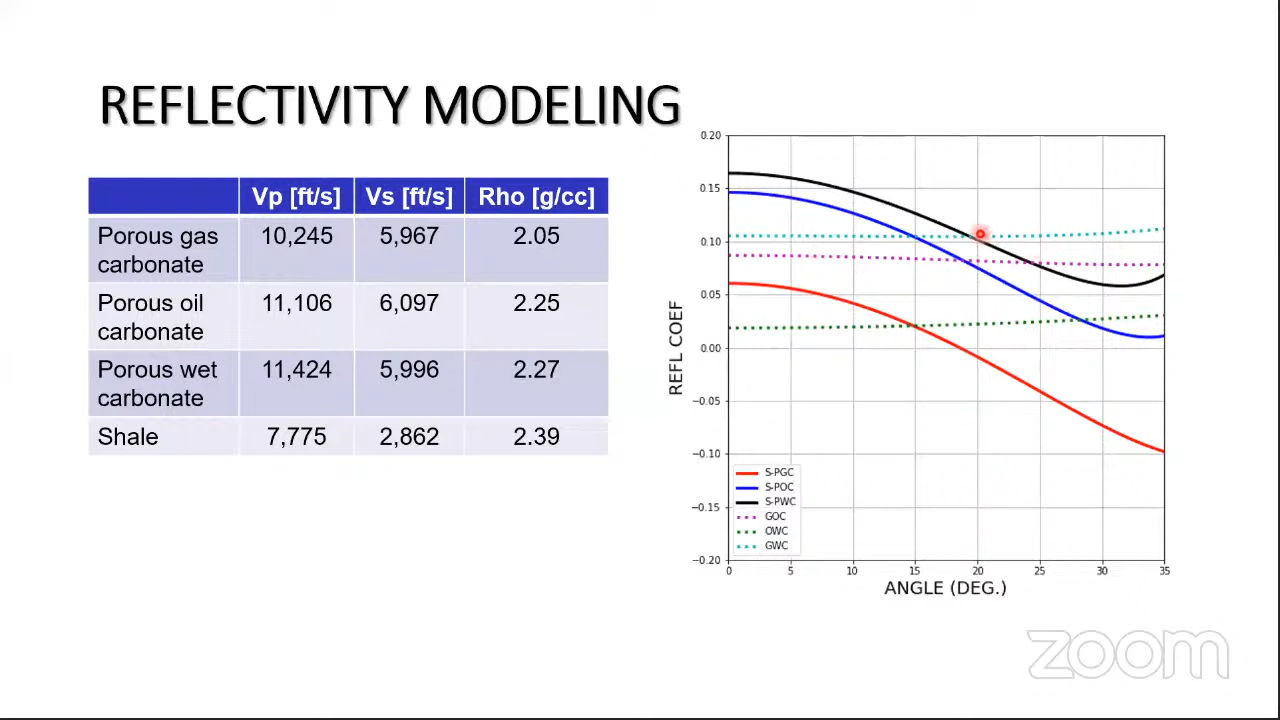 REFLECTIVITY MODELING
Vp [ft/s] Vs [ft/s] Rho [g/cc]
Porous gas carbonate 10,245 5,967 2.05
Porous oil carbonate 11,106 6,097 2.25
Porous wet carbonate 11,424 5,996 2.27
Shale 7,775 2,862 2.39
0.20
0.15
0.10
0.05
0.00
−0.05
−0.10
−0.15
−0.20
REFL COEF
S-PGC
S-POC
S-PWC
GOC
OWC
GWC
0 5 10 15 20 25 30 35
ANGLE (DEG.)
zoom